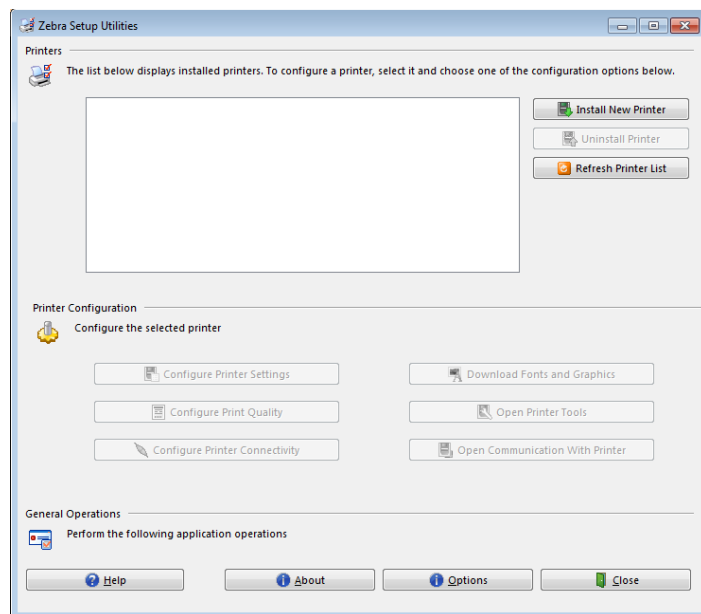 Zebra Setup Utilities
Printers
The list below displays installed printers. To configure a printer, select it and choose one of the configuration options below.
Install New Printer
Uninstall Printer
Refresh Printer List
Printer Configuration
Configure the selected printer
Configure Printer Settings
Download Fonts and Graphics
Configure Print Quality
Open Printer Tools
Configure Printer Connectivity
Open Communication With Printer
General Operations
Perform the following application operations
Help
About
Options
Close